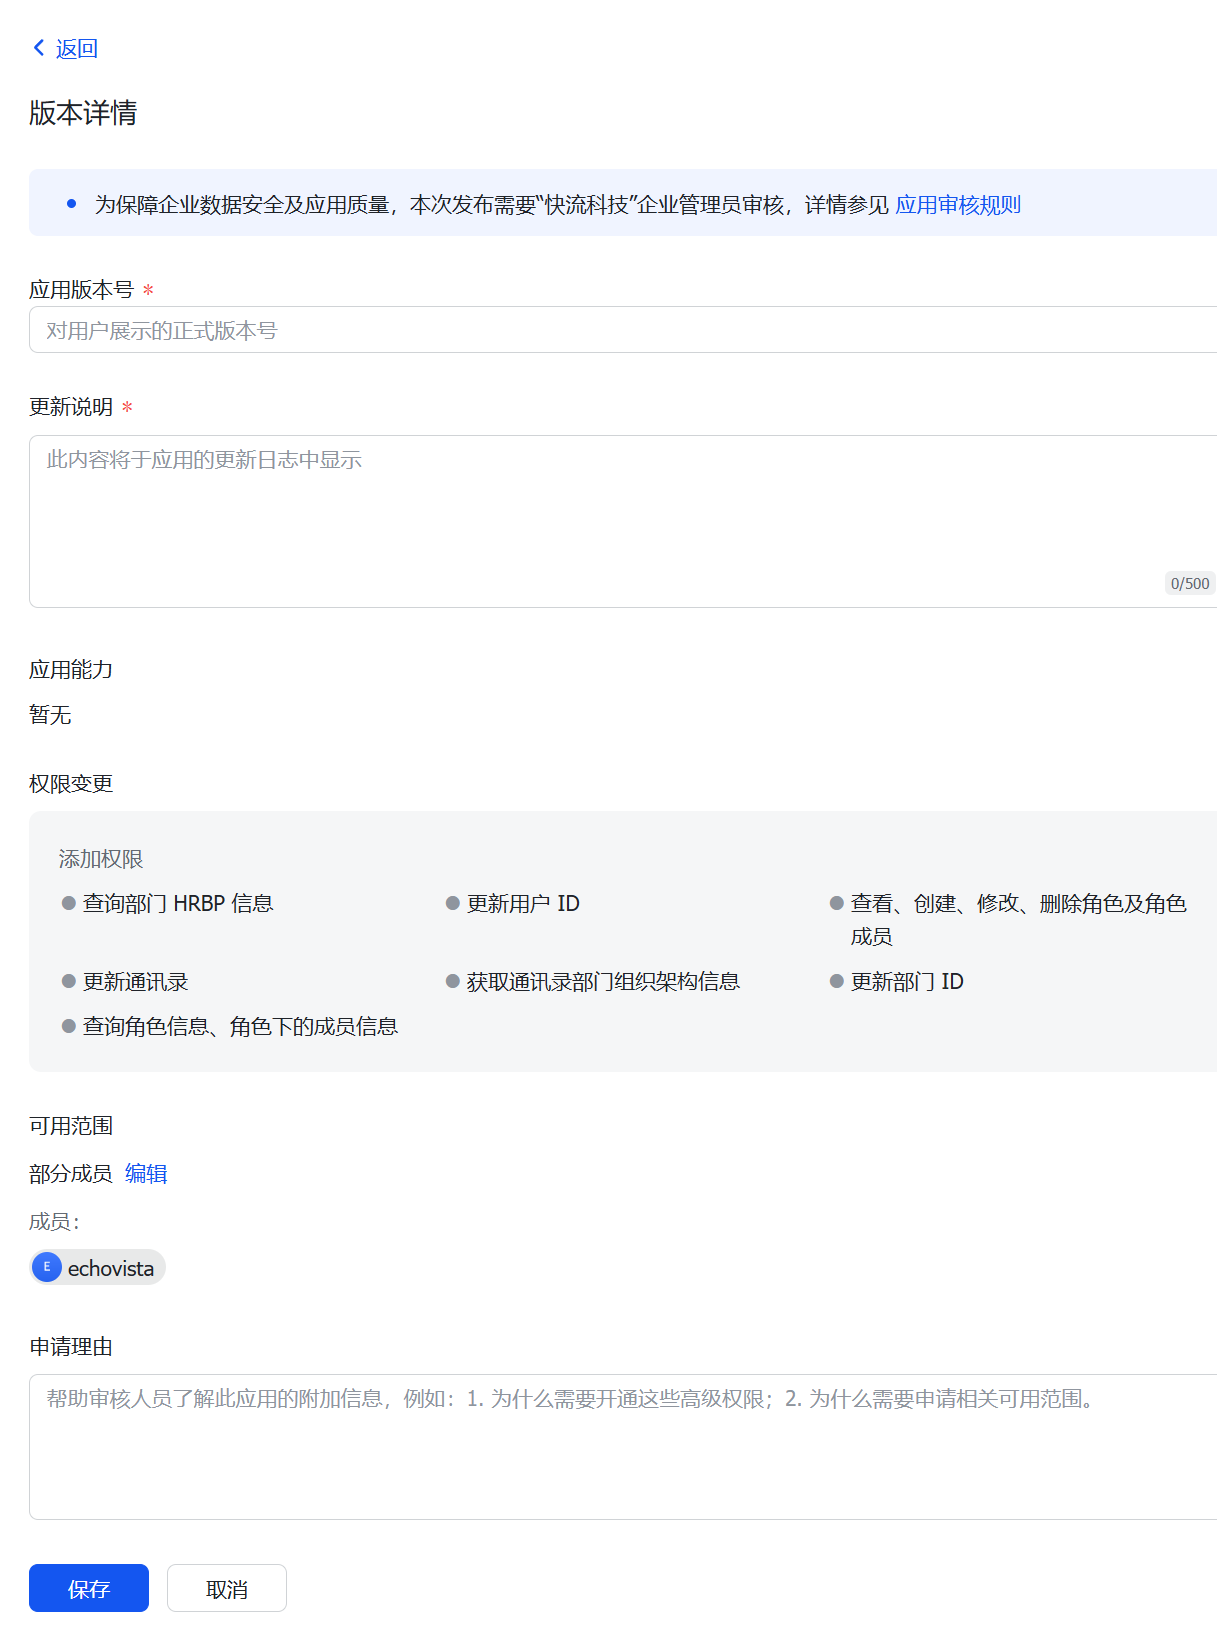 返回
版本详情
为保障企业数据安全及应用质量，本次发布需要“快流科技”企业管理员审核，详情参见 应用审核规则
应用版本号 *
对用户展示的正式版本号
更新说明 *
此内容将于应用的更新日志中显示
0/500
应用能力
暂无
权限变更
添加权限
查询部门 HRBP 信息
更新用户 ID
查看、创建、修改、删除角色及角色
成员
更新通讯录
获取通讯录部门组织架构信息
更新部门 ID
查询角色信息、角色下的成员信息
可用范围
部分成员 编辑
成员：
E echovista
申请理由
帮助审核人员了解此应用的附加信息，例如：1. 为什么需要开通这些高级权限；2. 为什么需要申请相关可用范围。
保存 取消